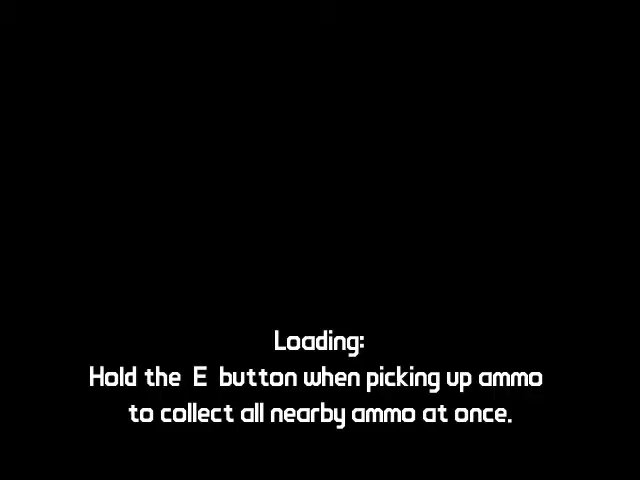 Loading:
Hold the E button when picking up ammo
to collect all nearby ammo at once.